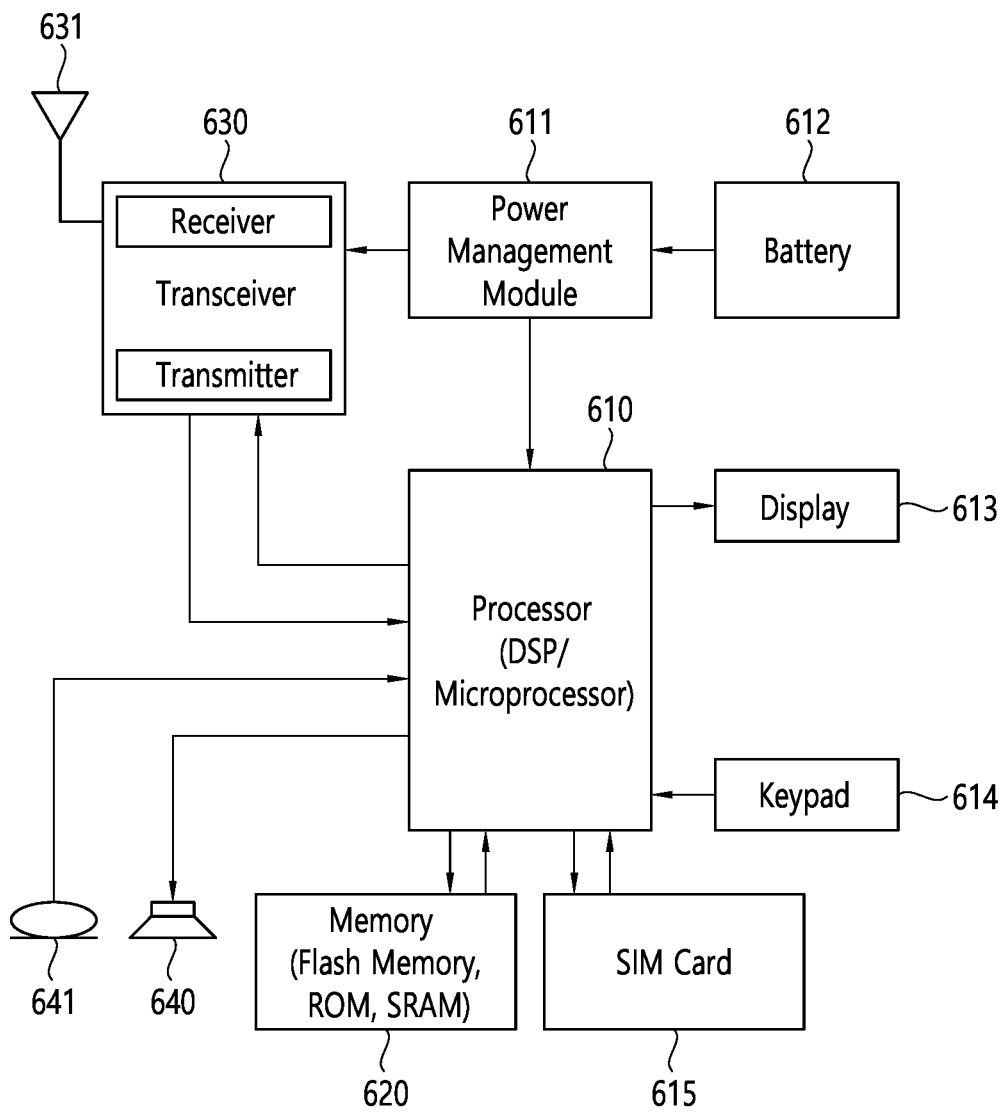 631
630
611
612
Receiver
Transceiver
Transmitter
Power
Management
Module
Battery
610
Display
613
Processor
(DSP/
Microprocessor)
Keypad
614
641
640
Memory
(Flash Memory,
ROM, SRAM)
SIM Card
620
615